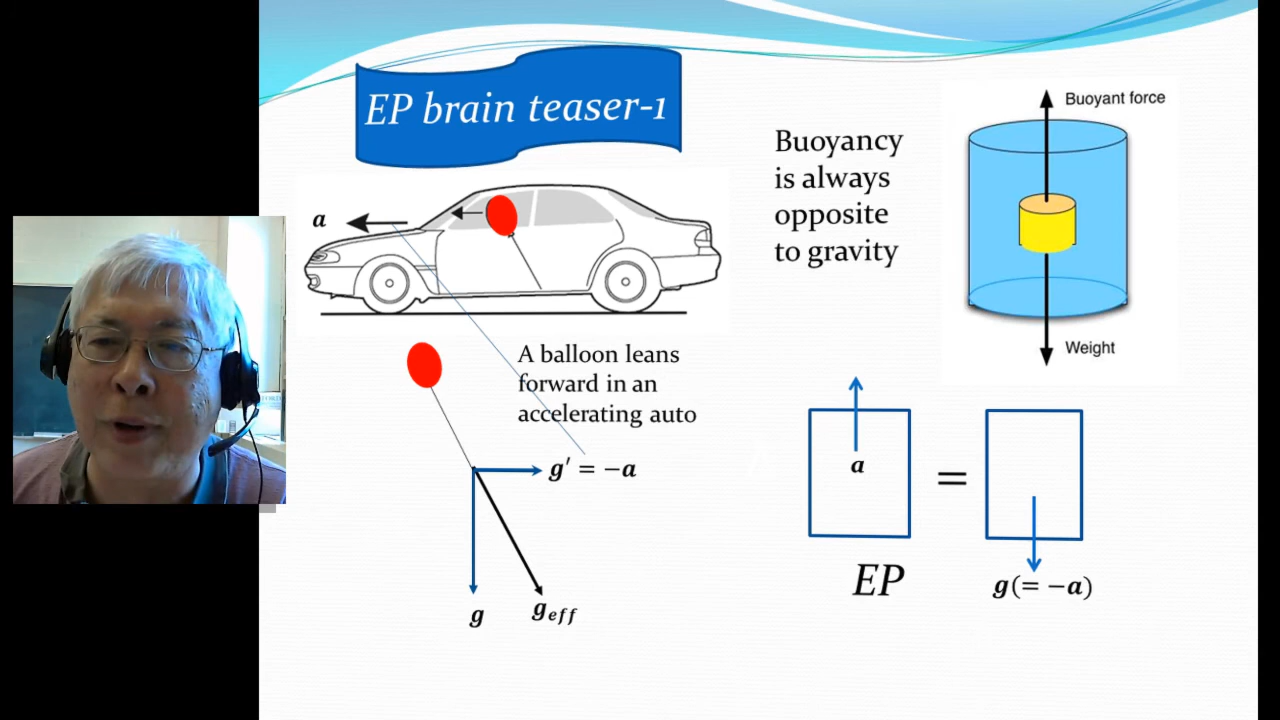 EP brain teaser-1
a
A balloon leans
forward in an
accelerating auto
g′ = −a
g
g_eff
Buoyancy
is always
opposite
to gravity
Buoyant force
Weight
a
=
EP
g(= −a)